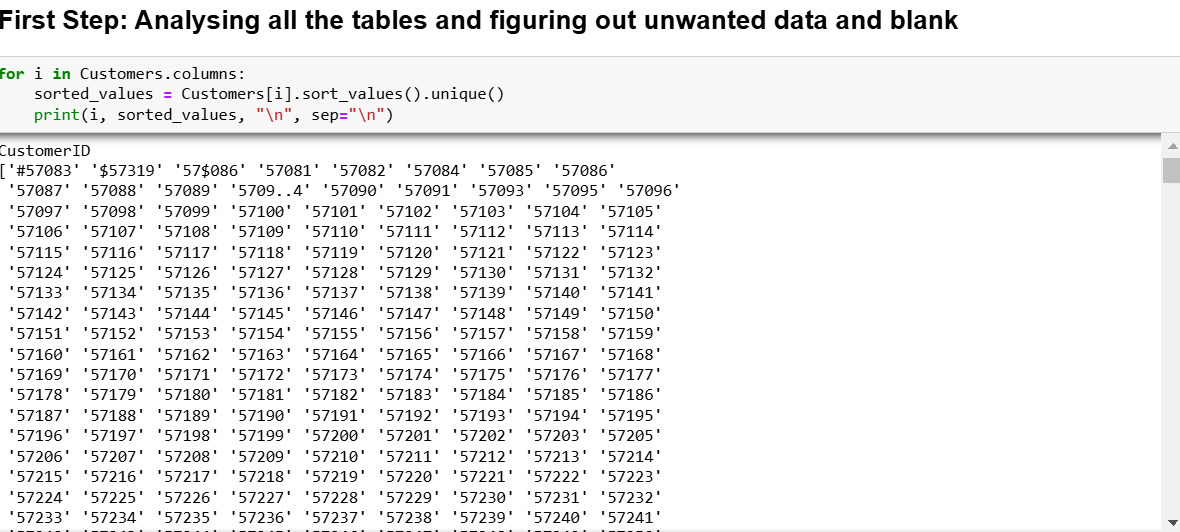 First Step: Analysing all the tables and figuring out unwanted data and blank
for i in Customers.columns:
    sorted_values = Customers[i].sort_values().unique()
    print(i, sorted_values, "\n", sep="\n")
CustomerID
['#57083' '$57319' '57$086' '57081' '57082' '57084' '57085' '57086'
 '57087' '57088' '57089' '5709..4' '57090' '57091' '57093' '57095' '57096'
 '57097' '57098' '57099' '57100' '57101' '57102' '57103' '57104' '57105'
 '57106' '57107' '57108' '57109' '57110' '57111' '57112' '57113' '57114'
 '57115' '57116' '57117' '57118' '57119' '57120' '57121' '57122' '57123'
 '57124' '57125' '57126' '57127' '57128' '57129' '57130' '57131' '57132'
 '57133' '57134' '57135' '57136' '57137' '57138' '57139' '57140' '57141'
 '57142' '57143' '57144' '57145' '57146' '57147' '57148' '57149' '57150'
 '57151' '57152' '57153' '57154' '57155' '57156' '57157' '57158' '57159'
 '57160' '57161' '57162' '57163' '57164' '57165' '57166' '57167' '57168'
 '57169' '57170' '57171' '57172' '57173' '57174' '57175' '57176' '57177'
 '57178' '57179' '57180' '57181' '57182' '57183' '57184' '57185' '57186'
 '57187' '57188' '57189' '57190' '57191' '57192' '57193' '57194' '57195'
 '57196' '57197' '57198' '57199' '57200' '57201' '57202' '57203' '57205'
 '57206' '57207' '57208' '57209' '57210' '57211' '57212' '57213' '57214'
 '57215' '57216' '57217' '57218' '57219' '57220' '57221' '57222' '57223'
 '57224' '57225' '57226' '57227' '57228' '57229' '57230' '57231' '57232'
 '57233' '57234' '57235' '57236' '57237' '57238' '57239' '57240' '57241'